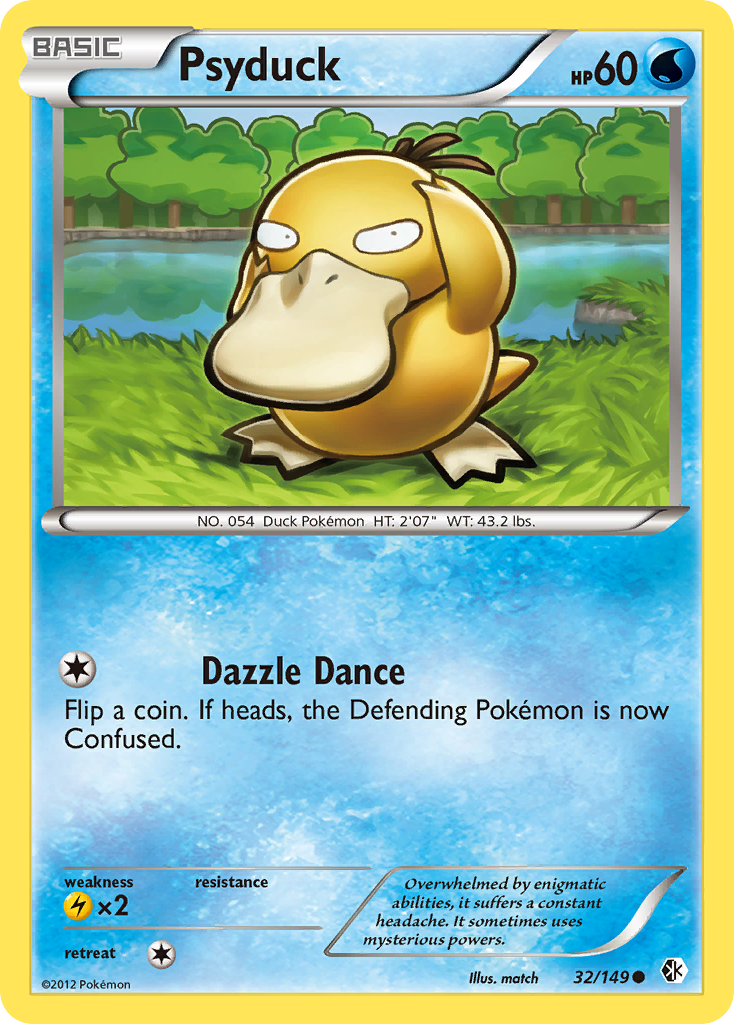 BASIC
Psyduck
HP60
NO. 054 Duck Pokémon HT: 2'07" WT: 43.2 lbs.
Dazzle Dance
Flip a coin. If heads, the Defending Pokémon is now
Confused.
weakness
×2
resistance
retreat
Overwhelmed by enigmatic
abilities, it suffers a constant
headache. It sometimes uses
mysterious powers.
©2012 Pokémon
Illus. match
32/149